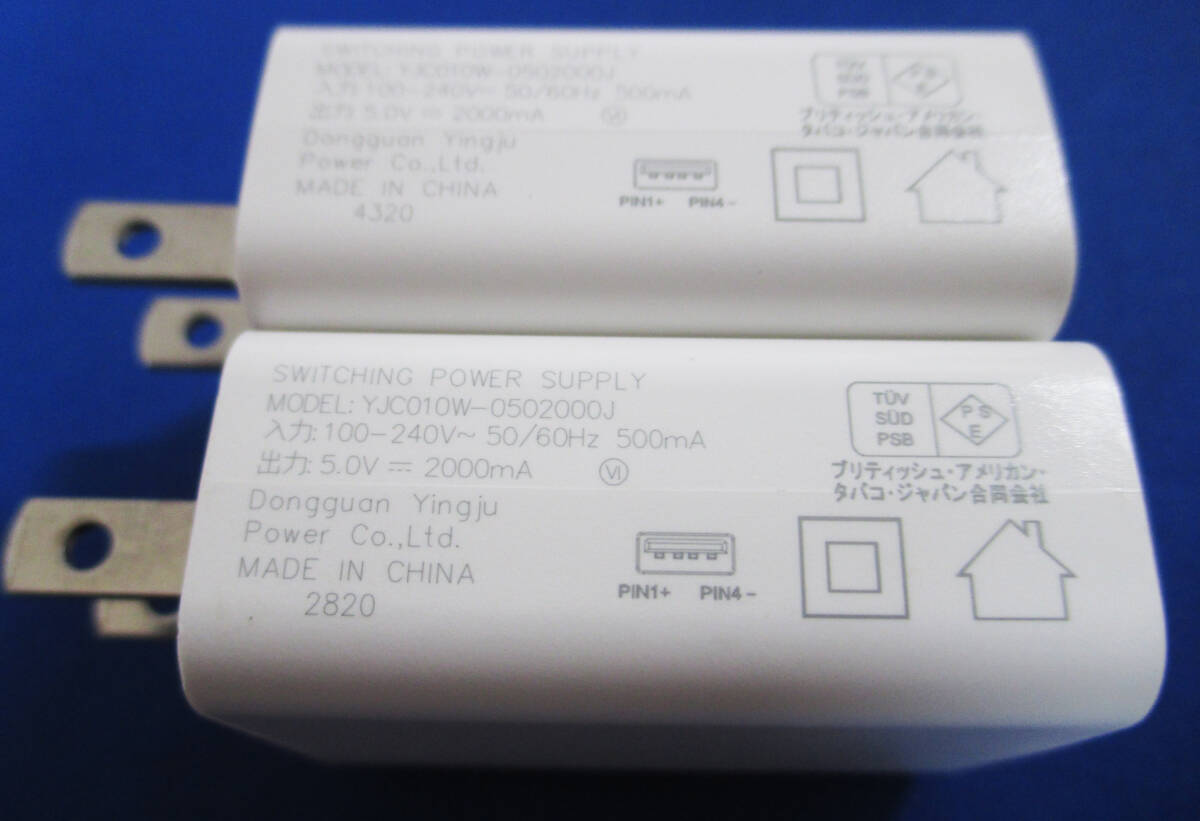 SWITCHING POWER SUPPLY
MODEL: YJC010W-0502000J
入力: 100-240V~ 50/60Hz 500mA
出力: 5.0V ⎓ 2000mA Ⅵ
Dongguan Yingju
Power Co.,Ltd.
MADE IN CHINA
4320
TÜV
SÜD
PSB
PS
E
ブリティッシュ・アメリカン・
タバコ・ジャパン合同会社
PIN1+ PIN4-
SWITCHING POWER SUPPLY
MODEL: YJC010W-0502000J
入力: 100-240V~ 50/60Hz 500mA
出力: 5.0V ⎓ 2000mA Ⅵ
Dongguan Yingju
Power Co.,Ltd.
MADE IN CHINA
2820
TÜV
SÜD
PSB
PS
E
ブリティッシュ・アメリカン・
タバコ・ジャパン合同会社
PIN1+ PIN4-